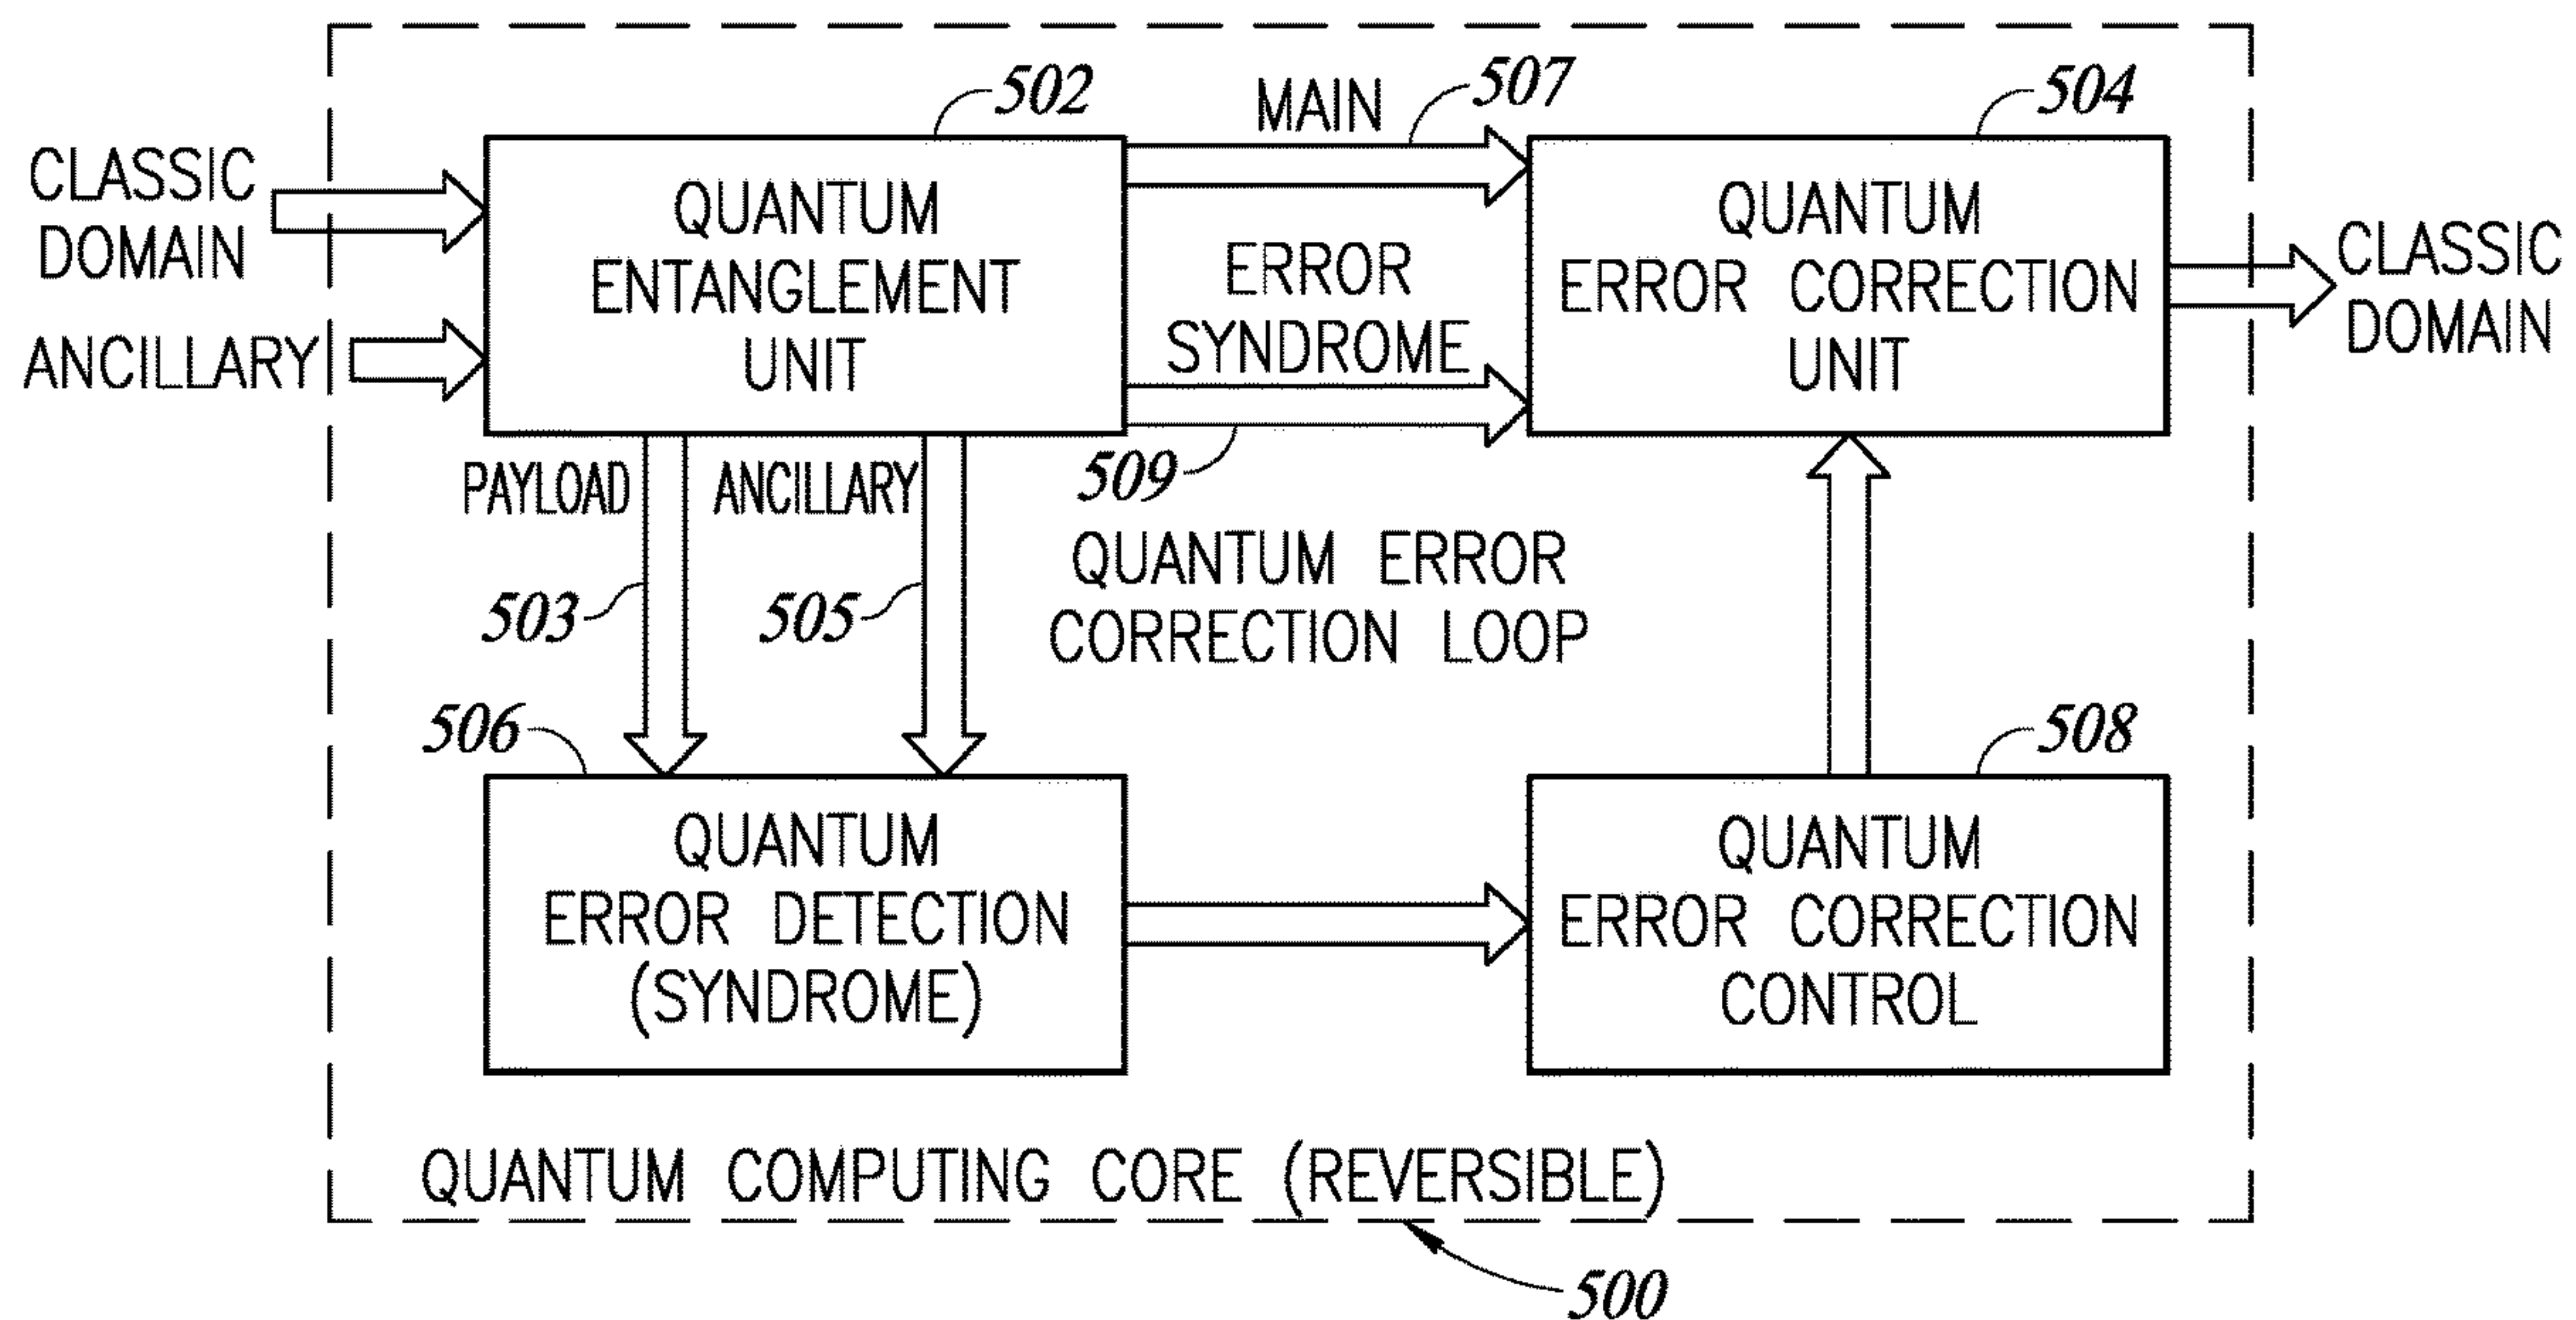 502
MAIN
507
504
CLASSIC
DOMAIN
ANCILLARY
QUANTUM
ENTANGLEMENT
UNIT
ERROR
SYNDROME
QUANTUM
ERROR CORRECTION
UNIT
CLASSIC
DOMAIN
PAYLOAD
ANCILLARY
509
503
505
QUANTUM ERROR
CORRECTION LOOP
506
508
QUANTUM
ERROR DETECTION
(SYNDROME)
QUANTUM
ERROR CORRECTION
CONTROL
QUANTUM COMPUTING CORE (REVERSIBLE)
500